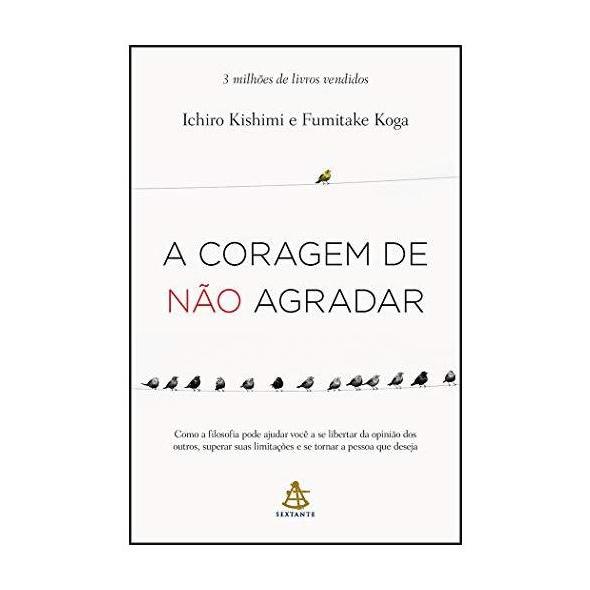 3 milhões de livros vendidos
Ichiro Kishimi e Fumitake Koga
A CORAGEM DE
NÃO AGRADAR
Como a filosofia pode ajudar você a se libertar da opinião dos
outros, superar suas limitações e se tornar a pessoa que deseja
SEXTANTE